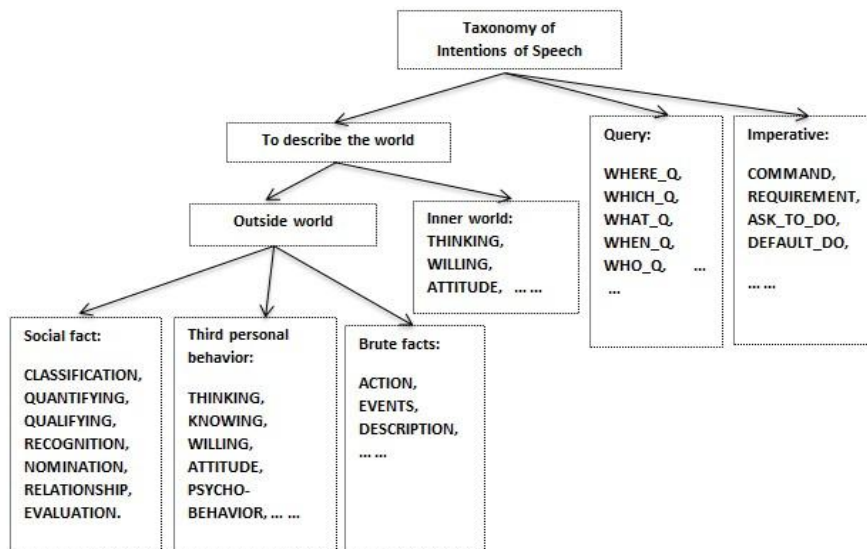 Taxonomy of
Intentions of Speech
To describe the world
Query:
WHERE_Q,
WHICH_Q,
WHAT_Q,
WHEN_Q,
WHO_Q, ...
...
Imperative:
COMMAND,
REQUIREMENT,
ASK_TO_DO,
DEFAULT_DO,
... ...
Outside world
Inner world:
THINKING,
WILLING,
ATTITUDE, ... ...
Social fact:
CLASSIFICATION,
QUANTIFYING,
QUALIFYING,
RECOGNITION,
NOMINATION,
RELATIONSHIP,
EVALUATION.
Third personal
behavior:
THINKING,
KNOWING,
WILLING,
ATTITUDE,
PSYCHO-
BEHAVIOR, ... ...
Brute facts:
ACTION,
EVENTS,
DESCRIPTION,
... ...